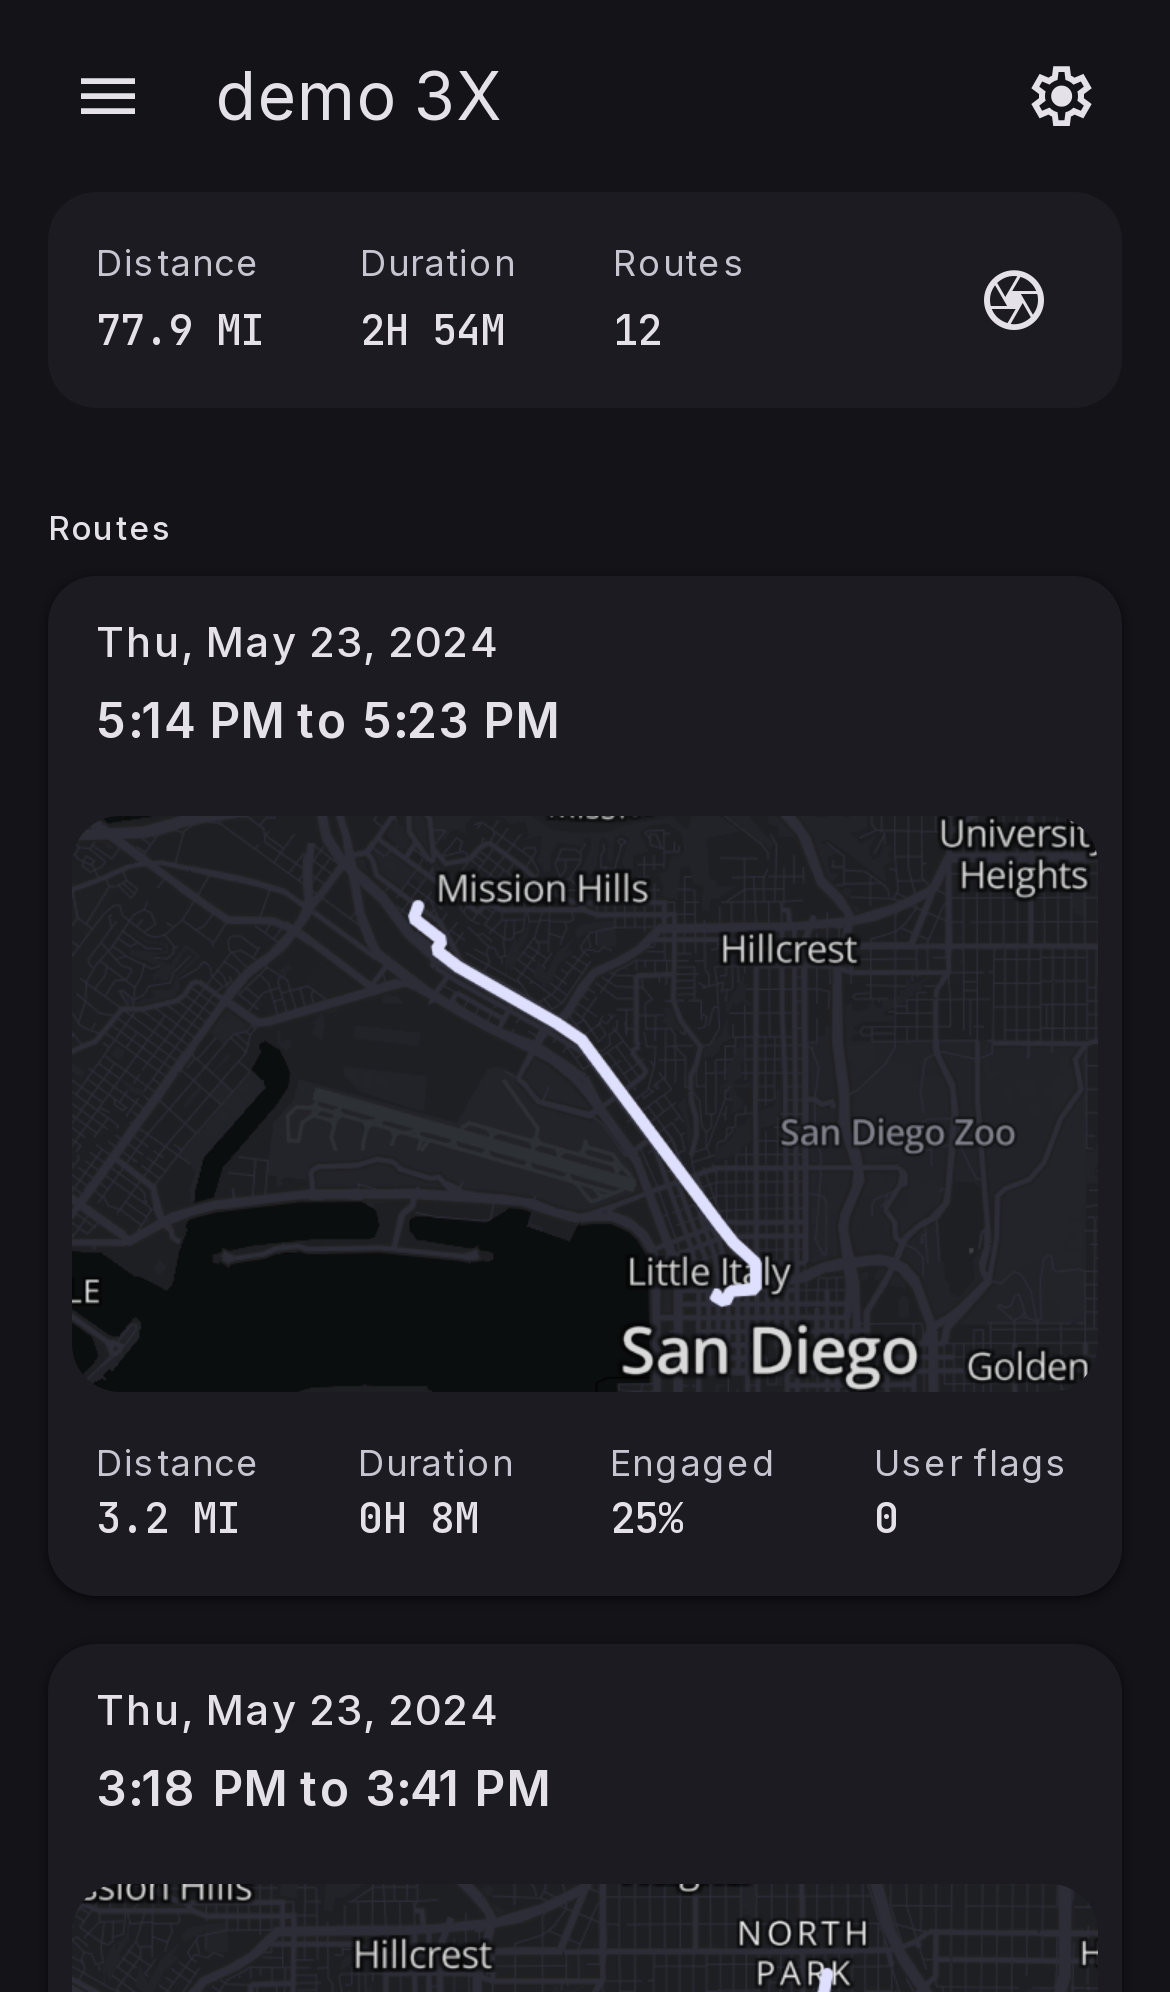 demo 3X
Distance Duration Routes
77.9 MI 2H 54M 12
Routes
Thu, May 23, 2024
5:14 PM to 5:23 PM
University
Heights
Mission Hills
Hillcrest
San Diego Zoo
Little Italy
LE
San Diego
Golden
Distance Duration Engaged User flags
3.2 MI 0H 8M 25% 0
Thu, May 23, 2024
3:18 PM to 3:41 PM
ssion Hills
NORTH
Hillcrest
H
PARK